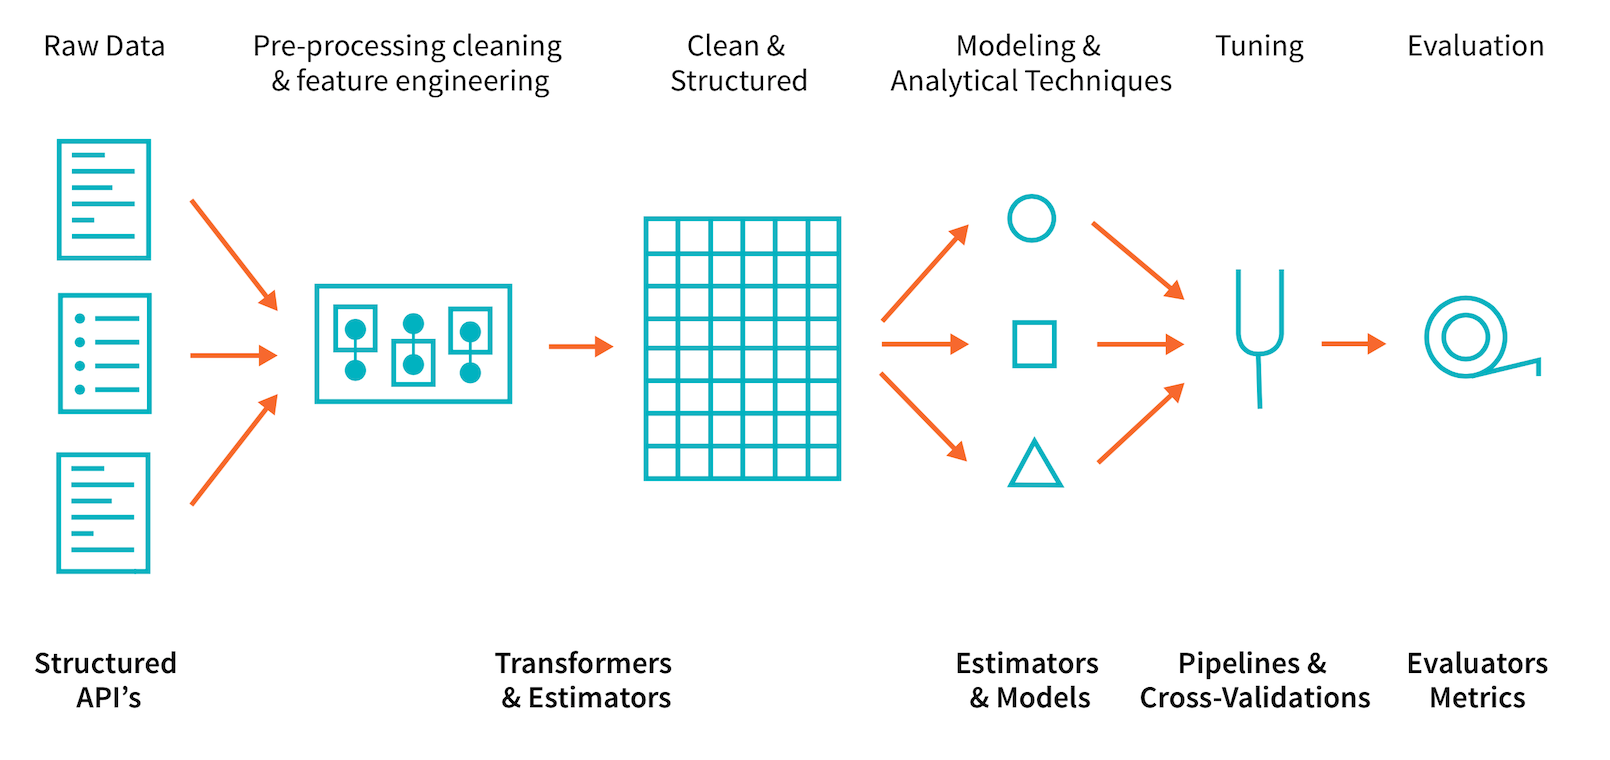 Raw Data
Pre-processing cleaning
& feature engineering
Clean &
Structured
Modeling &
Analytical Techniques
Tuning
Evaluation
Structured
API’s
Transformers
& Estimators
Estimators
& Models
Pipelines &
Cross-Validations
Evaluators
Metrics